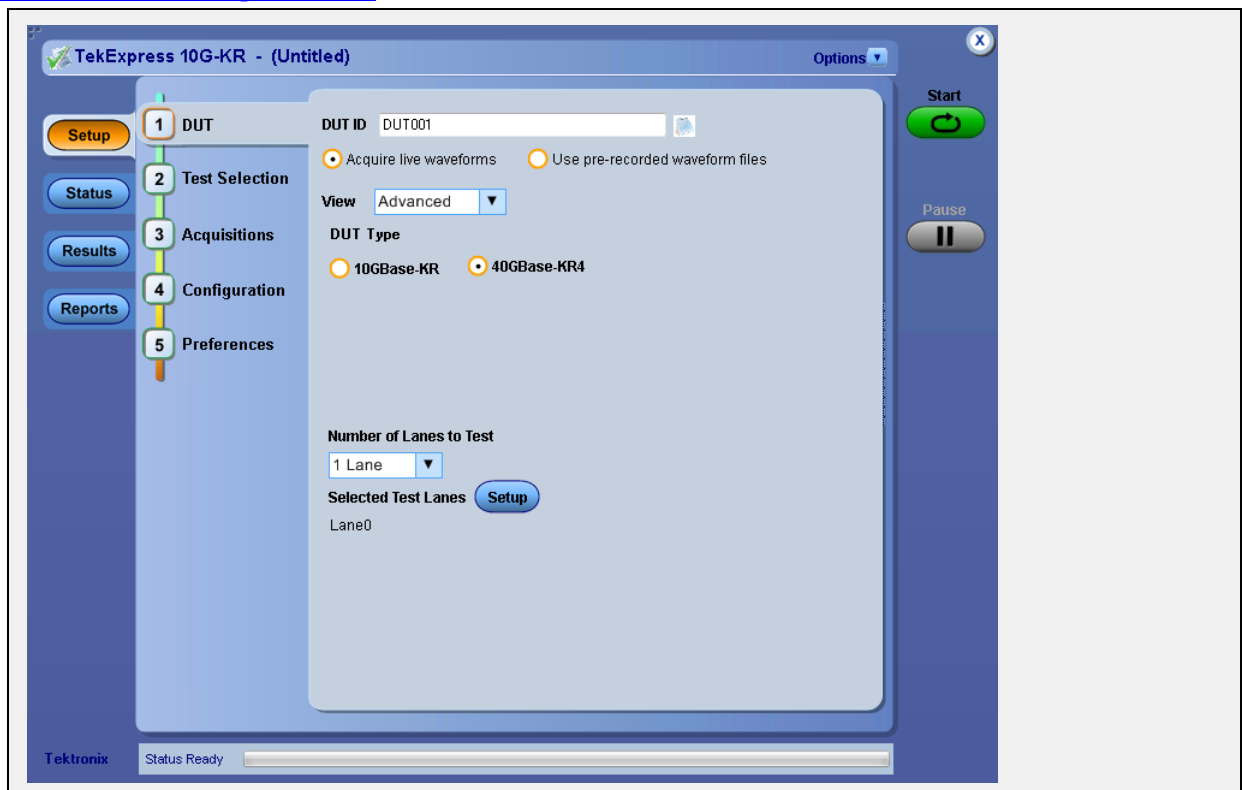 TekExpress 10G-KR - (Untitled)
Options
x
Start
Setup
1 DUT
DUT ID DUT001
Acquire live waveforms
Use pre-recorded waveform files
Status
2 Test Selection
View Advanced
Pause
Results
3 Acquisitions
DUT Type
10GBase-KR
40GBase-KR4
4 Configuration
Reports
5 Preferences
Number of Lanes to Test
1 Lane
Selected Test Lanes Setup
Lane0
Tektronix
Status Ready